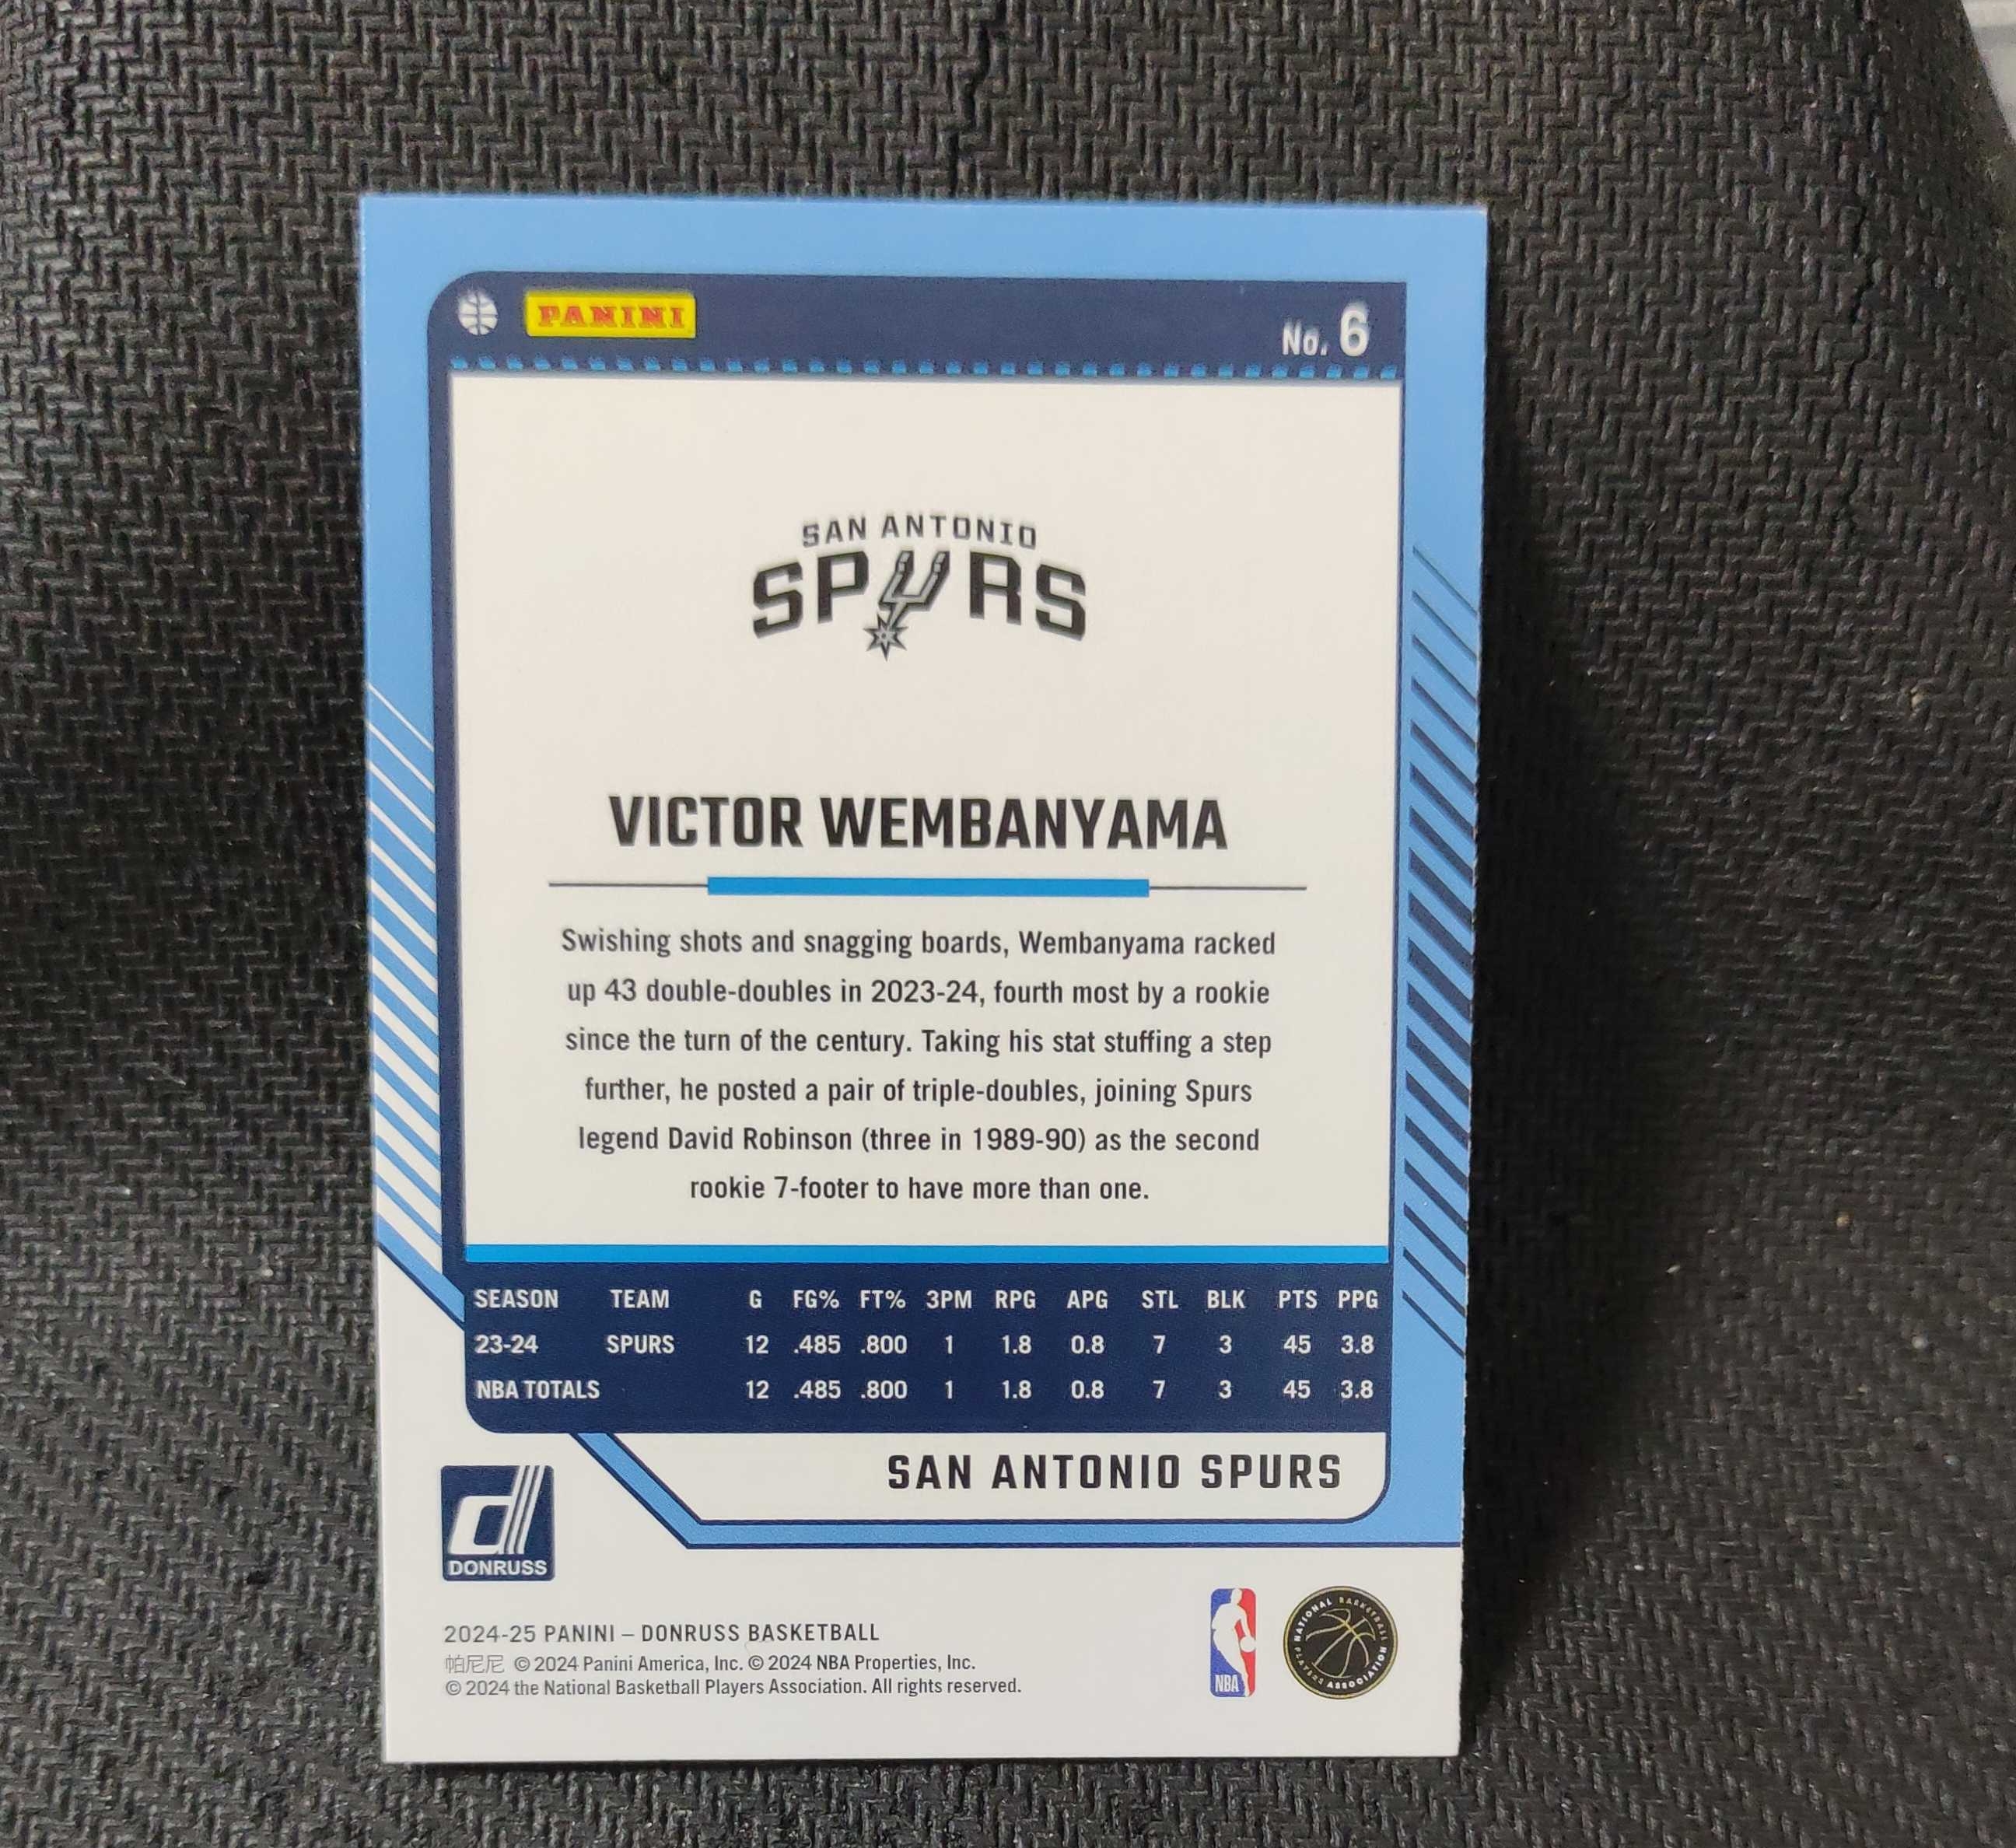 PANINI
No. 6
SAN ANTONIO
SPURS
VICTOR WEMBANYAMA
Swishing shots and snagging boards, Wembanyama racked
up 43 double-doubles in 2023-24, fourth most by a rookie
since the turn of the century. Taking his stat stuffing a step
further, he posted a pair of triple-doubles, joining Spurs
legend David Robinson (three in 1989-90) as the second
rookie 7-footer to have more than one.
SEASON TEAM G FG% FT% 3PM RPG APG STL BLK PTS PPG
23-24 SPURS 12 .485 .800 1 1.8 0.8 7 3 45 3.8
NBA TOTALS 12 .485 .800 1 1.8 0.8 7 3 45 3.8
SAN ANTONIO SPURS
d
DONRUSS
2024-25 PANINI – DONRUSS BASKETBALL
帕尼尼 © 2024 Panini America, Inc. © 2024 NBA Properties, Inc.
© 2024 the National Basketball Players Association. All rights reserved.
NBA
NATIONAL BASKETBALL
PLAYERS ASSOCIATION